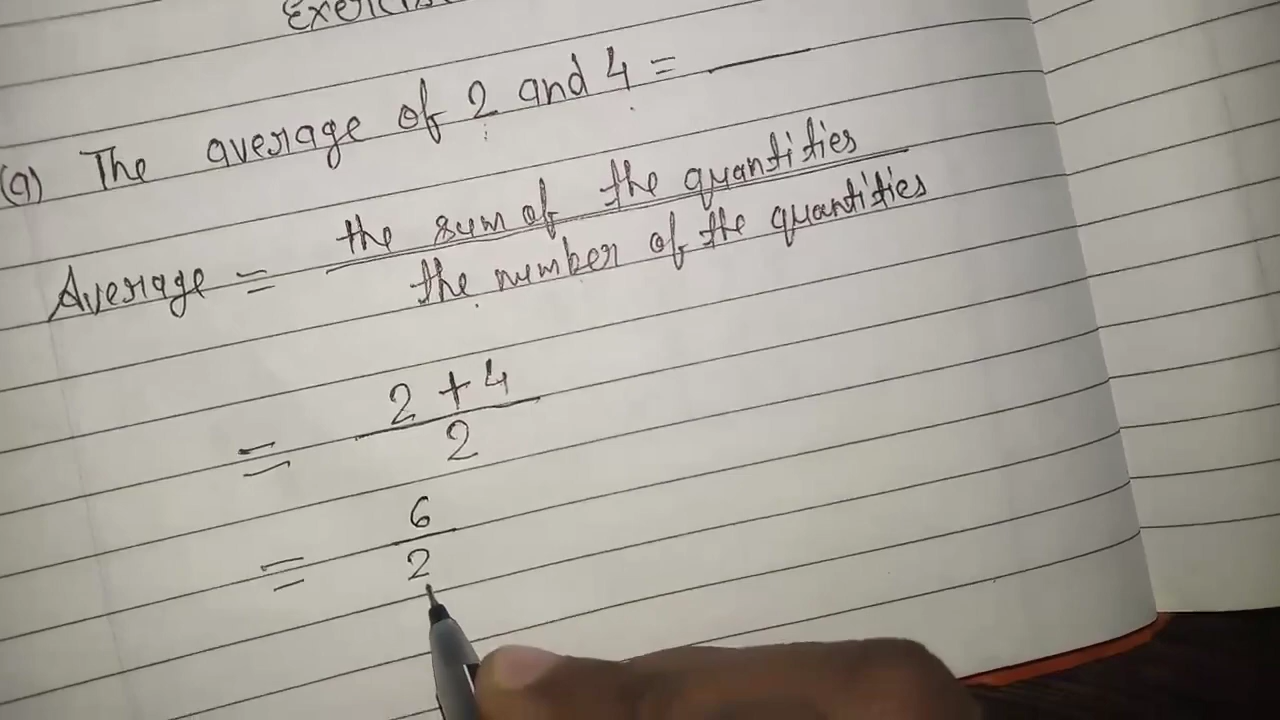 (a) The average of 2 and 4 = ____
Average = the sum of the quantities
the number of the quantities
= 2 + 4
2
= 6
2